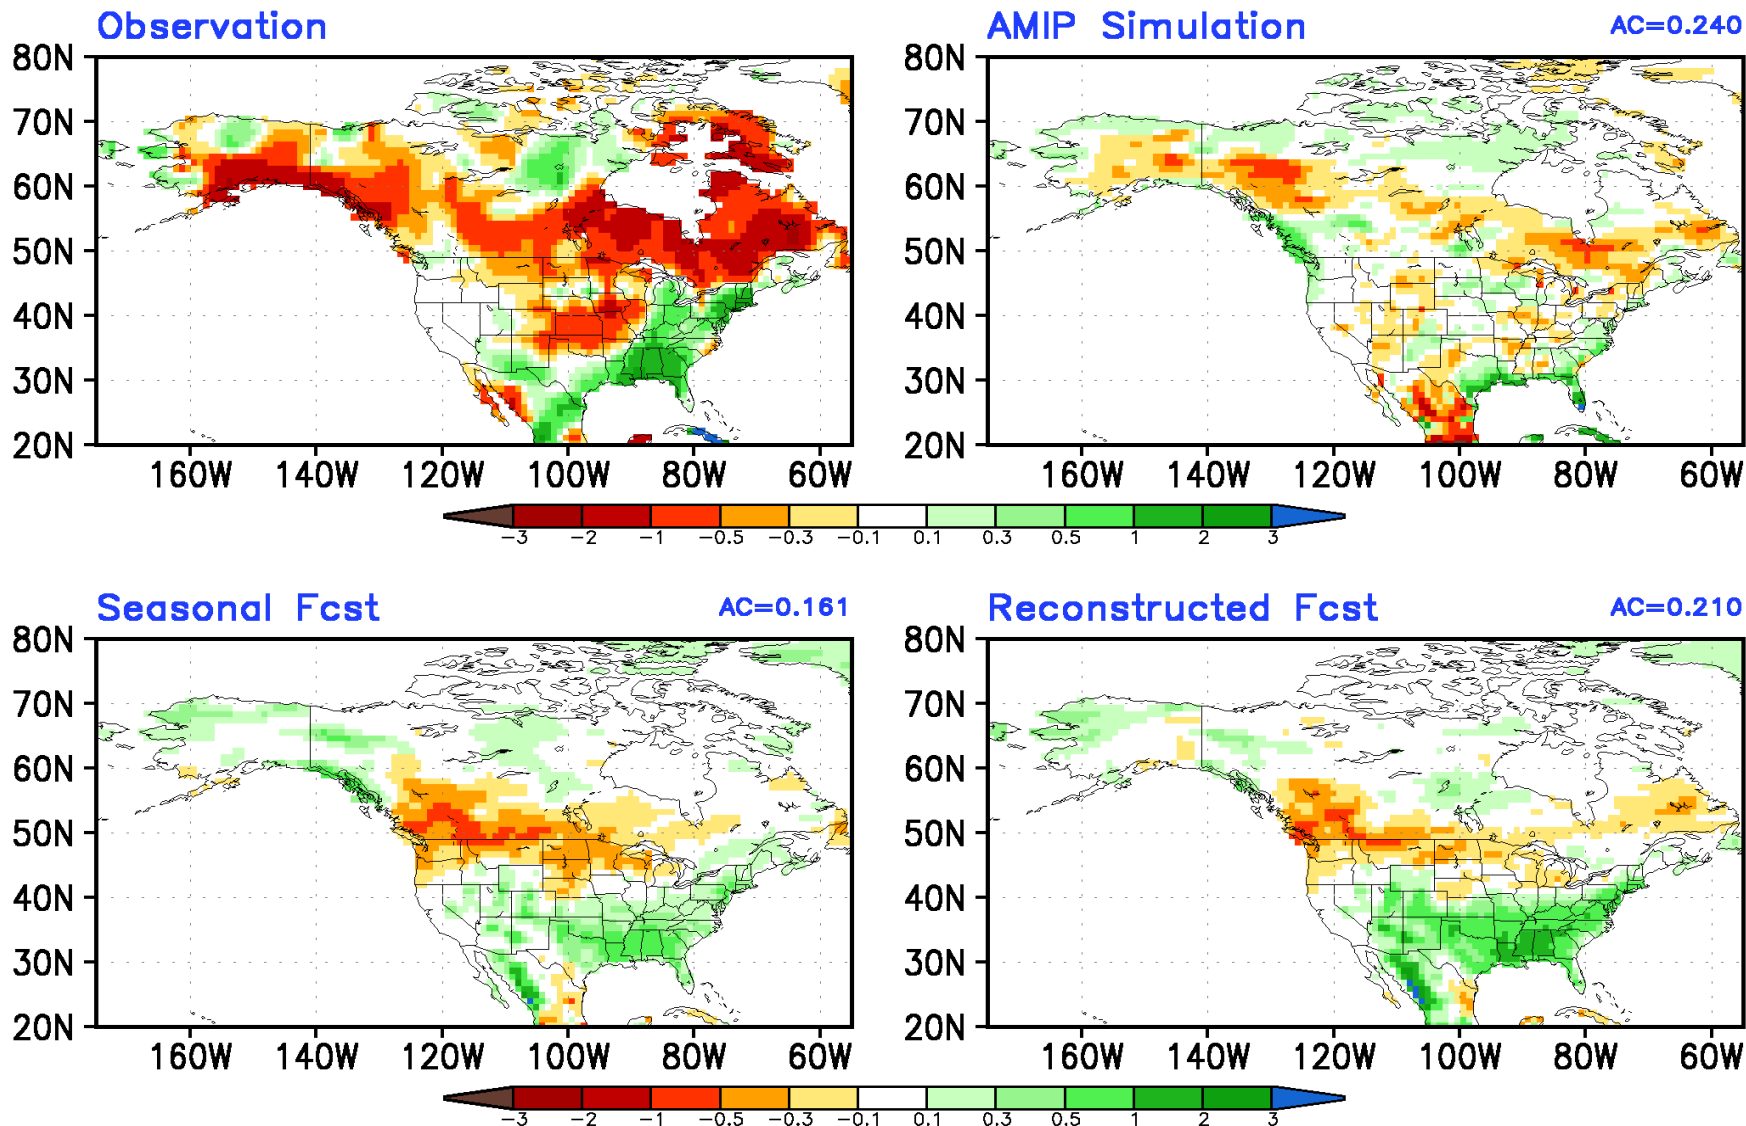 Observation
AMIP Simulation AC=0.240
80N 80N
70N 70N
60N 60N
50N 50N
40N 40N
30N 30N
20N 20N
160W 140W 120W 100W 80W 60W 160W 140W 120W 100W 80W 60W
-3 -2 -1 -0.5 -0.3 -0.1 0.1 0.3 0.5 1 2 3
Seasonal Fcst AC=0.161
Reconstructed Fcst AC=0.210
80N 80N
70N 70N
60N 60N
50N 50N
40N 40N
30N 30N
20N 20N
160W 140W 120W 100W 80W 60W 160W 140W 120W 100W 80W 60W
-3 -2 -1 -0.5 -0.3 -0.1 0.1 0.3 0.5 1 2 3